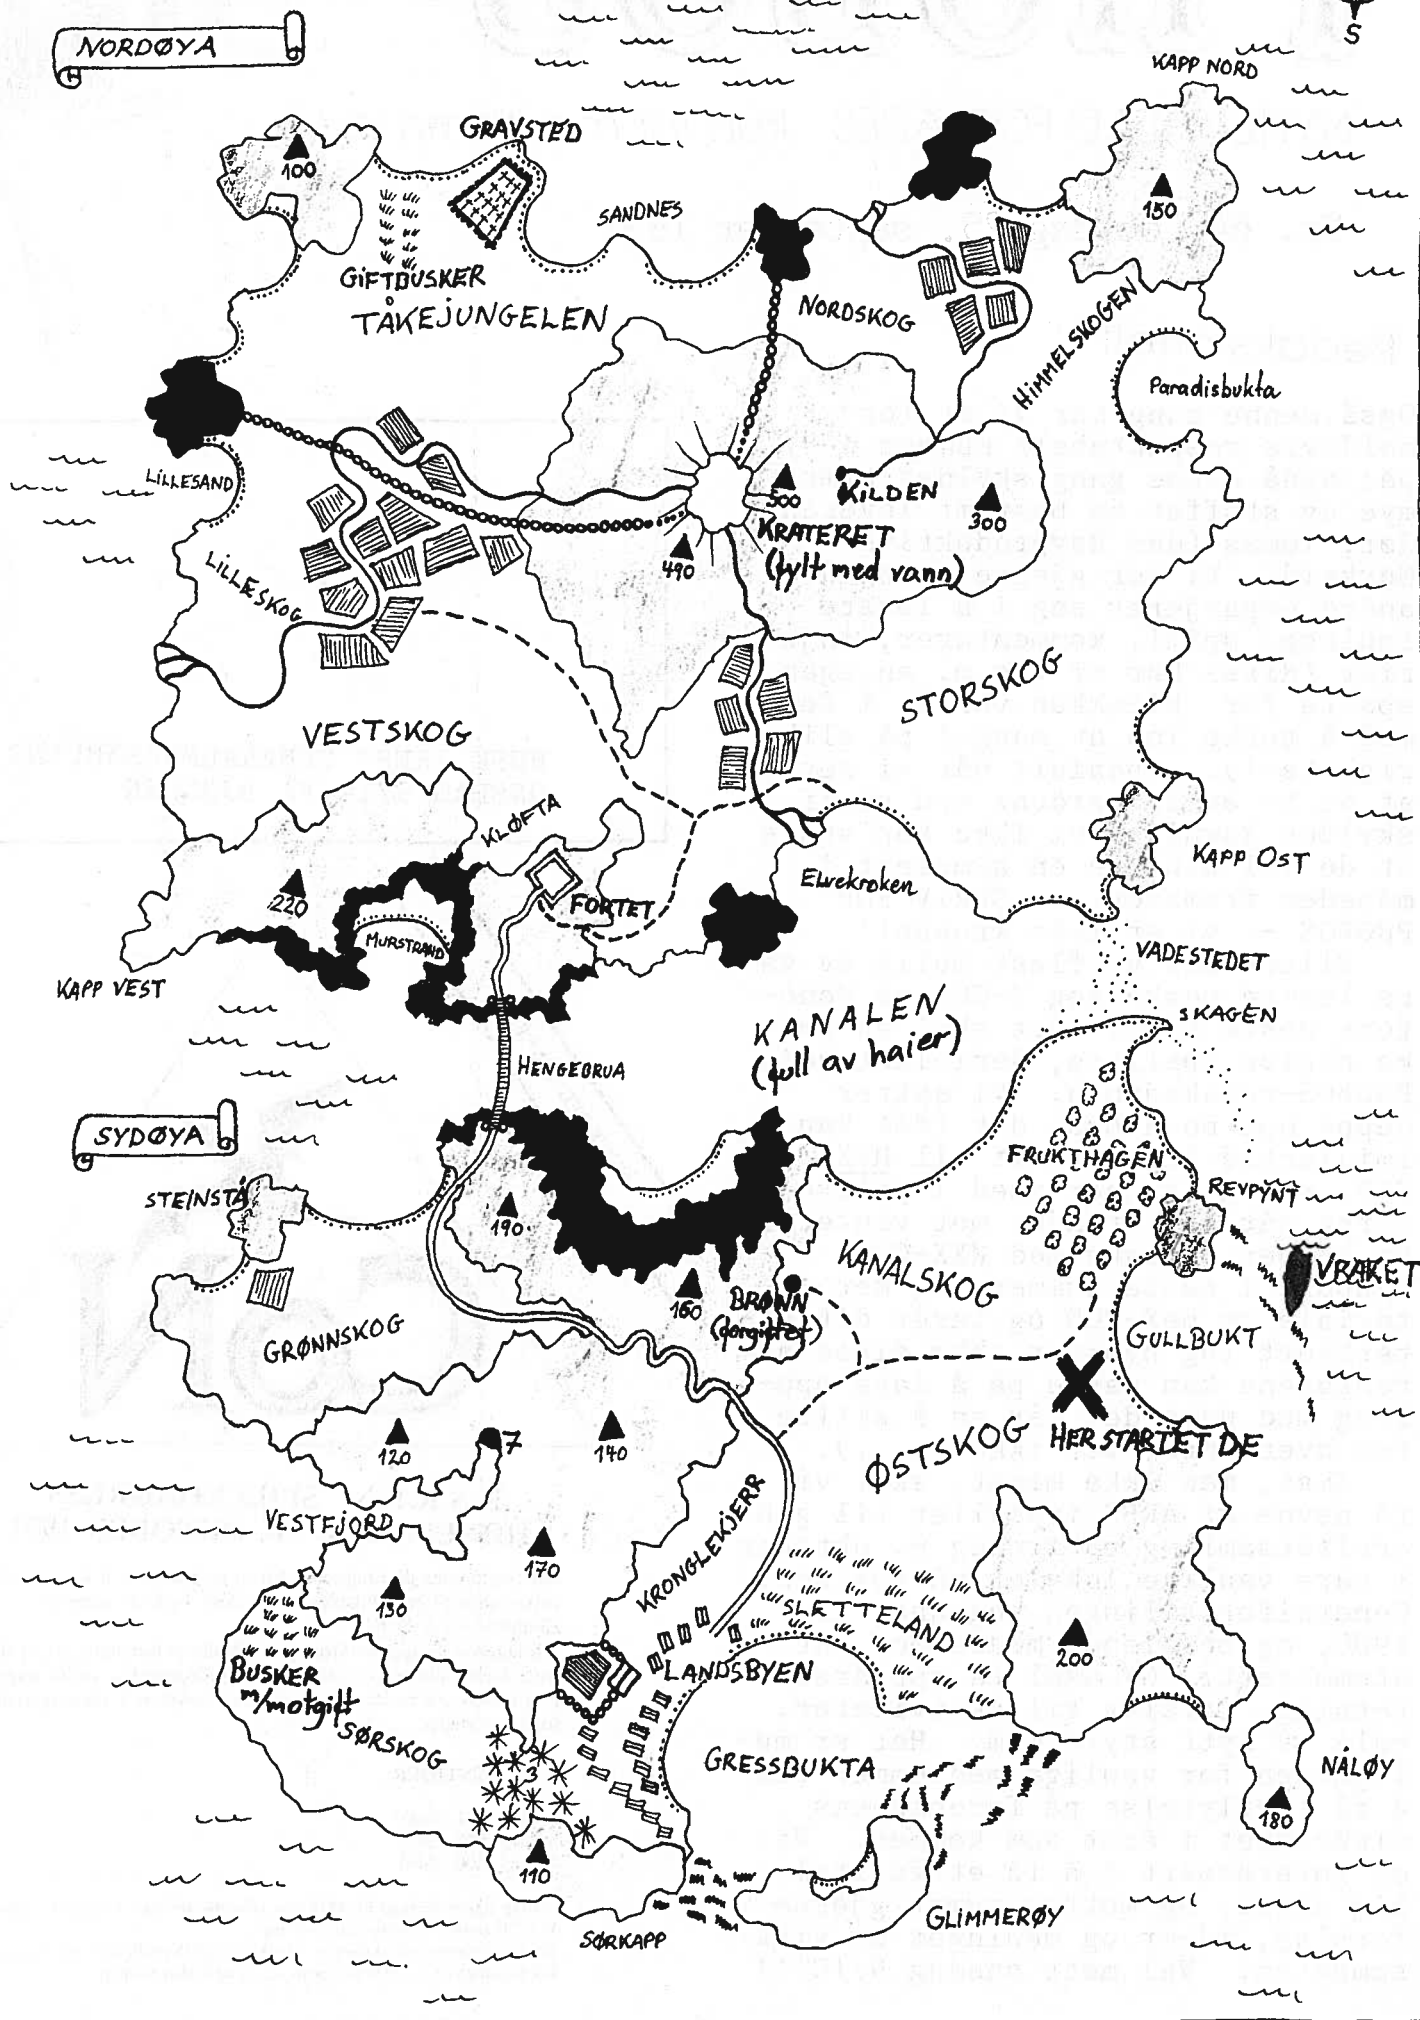 S
NORDØYA
KAPP NORD
GRAVSTED
100
150
SANDNES
GIFTBUSKER
TÅKEJUNGELEN
NORDSKOG
HIMMELSKOGEN
Paradisbukta
LILLESAND
500
KILDEN
300
KRATERET
(fylt med vann)
490
LILLESKOG
STORSKOG
VESTSKOG
KLØFTA
KAPP OST
220
FORTET
Elvekroken
MURSTRAND
VADESTEDET
KAPP VEST
SKAGEN
KANALEN
(full av haier)
HENGEBRUA
SYDØYA
FRUKTHAGEN
STEINSTÅ
REVPYNT
190
KANALSKOG
VRAKET
160
BRØNN
(forgiftet)
GRØNNSKOG
GULLBUKT
120
7
140
ØSTSKOG
HER STARTET DE
VESTFJORD
170
KRONGLEKJERR
130
SLETTELAND
200
BUSKER
m/motgift
LANDSBYEN
SØRSKOG
GRESSBUKTA
NÅLØY
3
180
110
GLIMMERØY
SØRKAPP